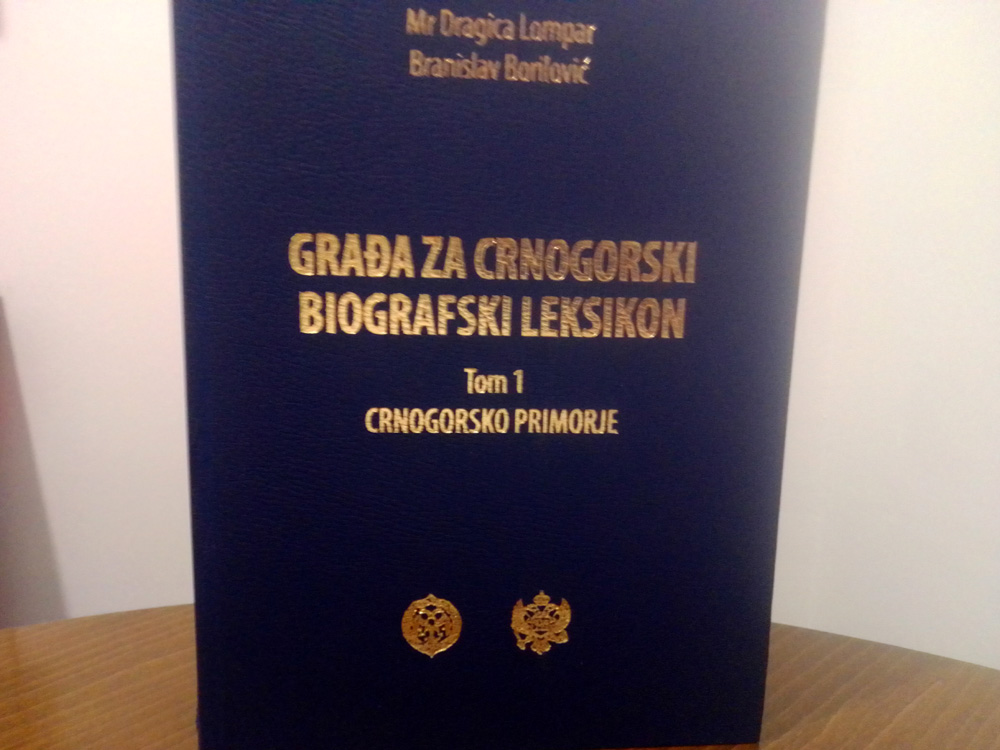 Mr Dragica Lompar
Branislav Borilović
GRAĐA ZA CRNOGORSKI
BIOGRAFSKI LEKSIKON
Tom 1
CRNOGORSKO PRIMORJE